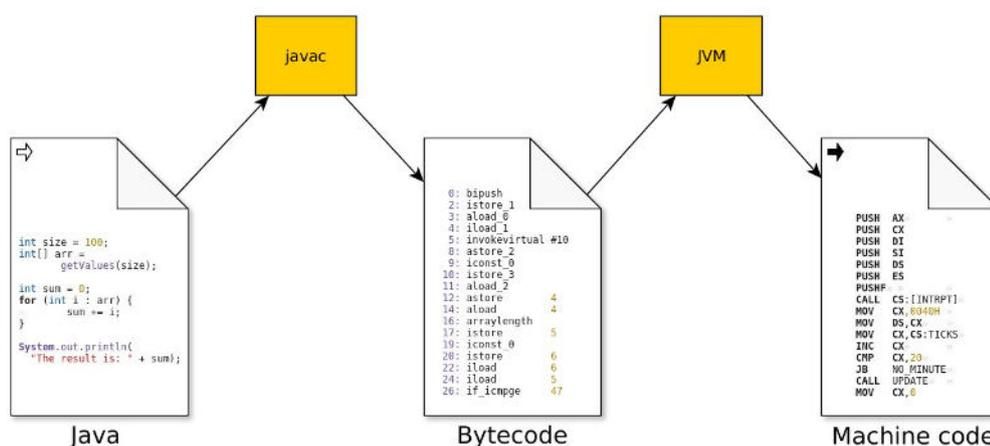 javac
JVM
int size = 100;
int[] arr =
getValues(size);
int sum = 0;
for (int i : arr) {
sum += i;
}
System.out.println(
"The result is: " + sum);
Java
0: bipush
2: istore_1
3: aload_0
4: iload_1
5: invokevirtual #10
8: astore_2
9: iconst_0
10: istore_3
11: aload_2
12: astore 4
14: aload 4
16: arraylength
17: istore 5
19: iconst_0
20: istore 6
22: iload 6
24: iload 5
26: if_icmpge 47
Bytecode
PUSH AX
PUSH CX
PUSH DI
PUSH SI
PUSH DS
PUSH ES
PUSHF
CALL CS:[INTRPT]
MOV CX,0040H
MOV DS,CX
MOV CX,CS:TICKS
INC CX
CMP CX,20
JB NO_MINUTE
CALL UPDATE
MOV CX,0
Machine code